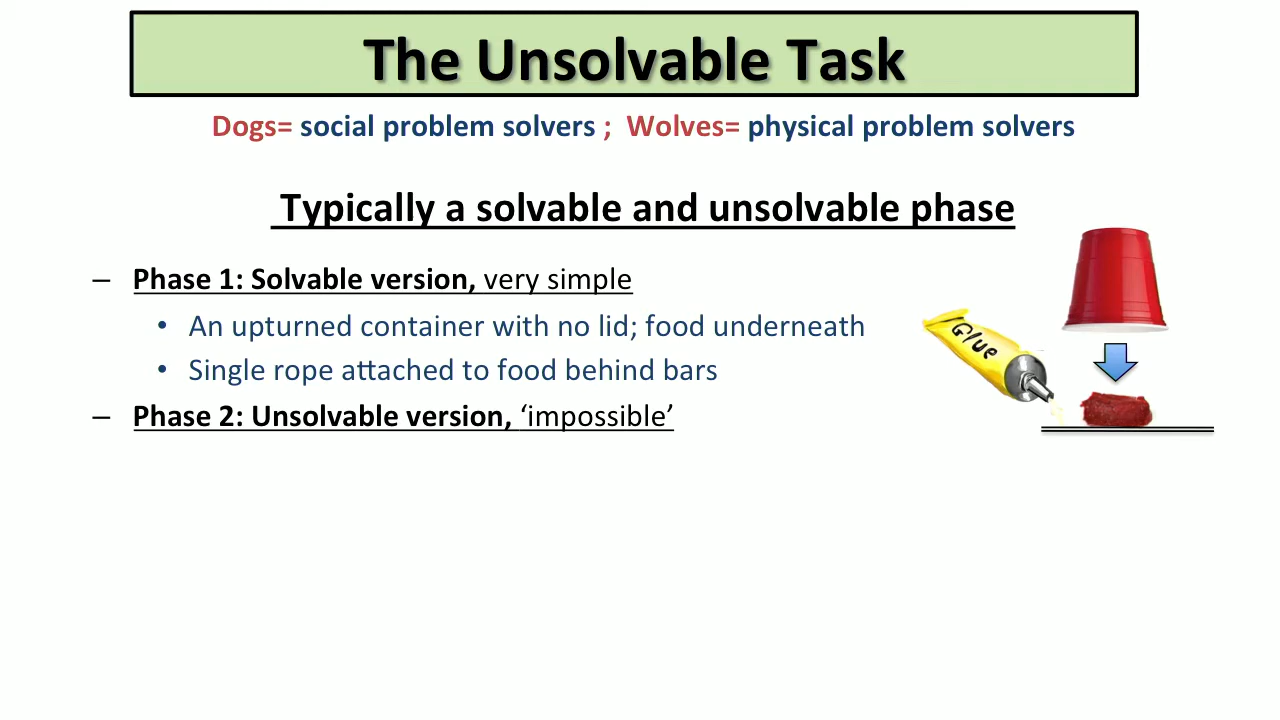 The Unsolvable Task
Dogs= social problem solvers ; Wolves= physical problem solvers
Typically a solvable and unsolvable phase
– Phase 1: Solvable version, very simple
• An upturned container with no lid; food underneath
• Single rope attached to food behind bars
Glue
– Phase 2: Unsolvable version, ‘impossible’